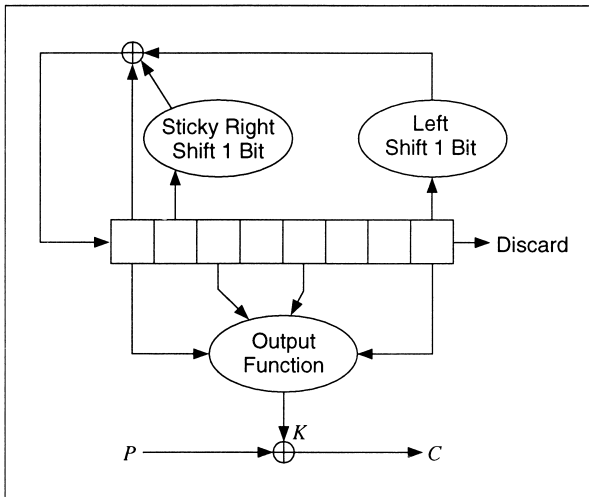 Sticky Right
Shift 1 Bit
Left
Shift 1 Bit
Discard
Output
Function
K
P
C